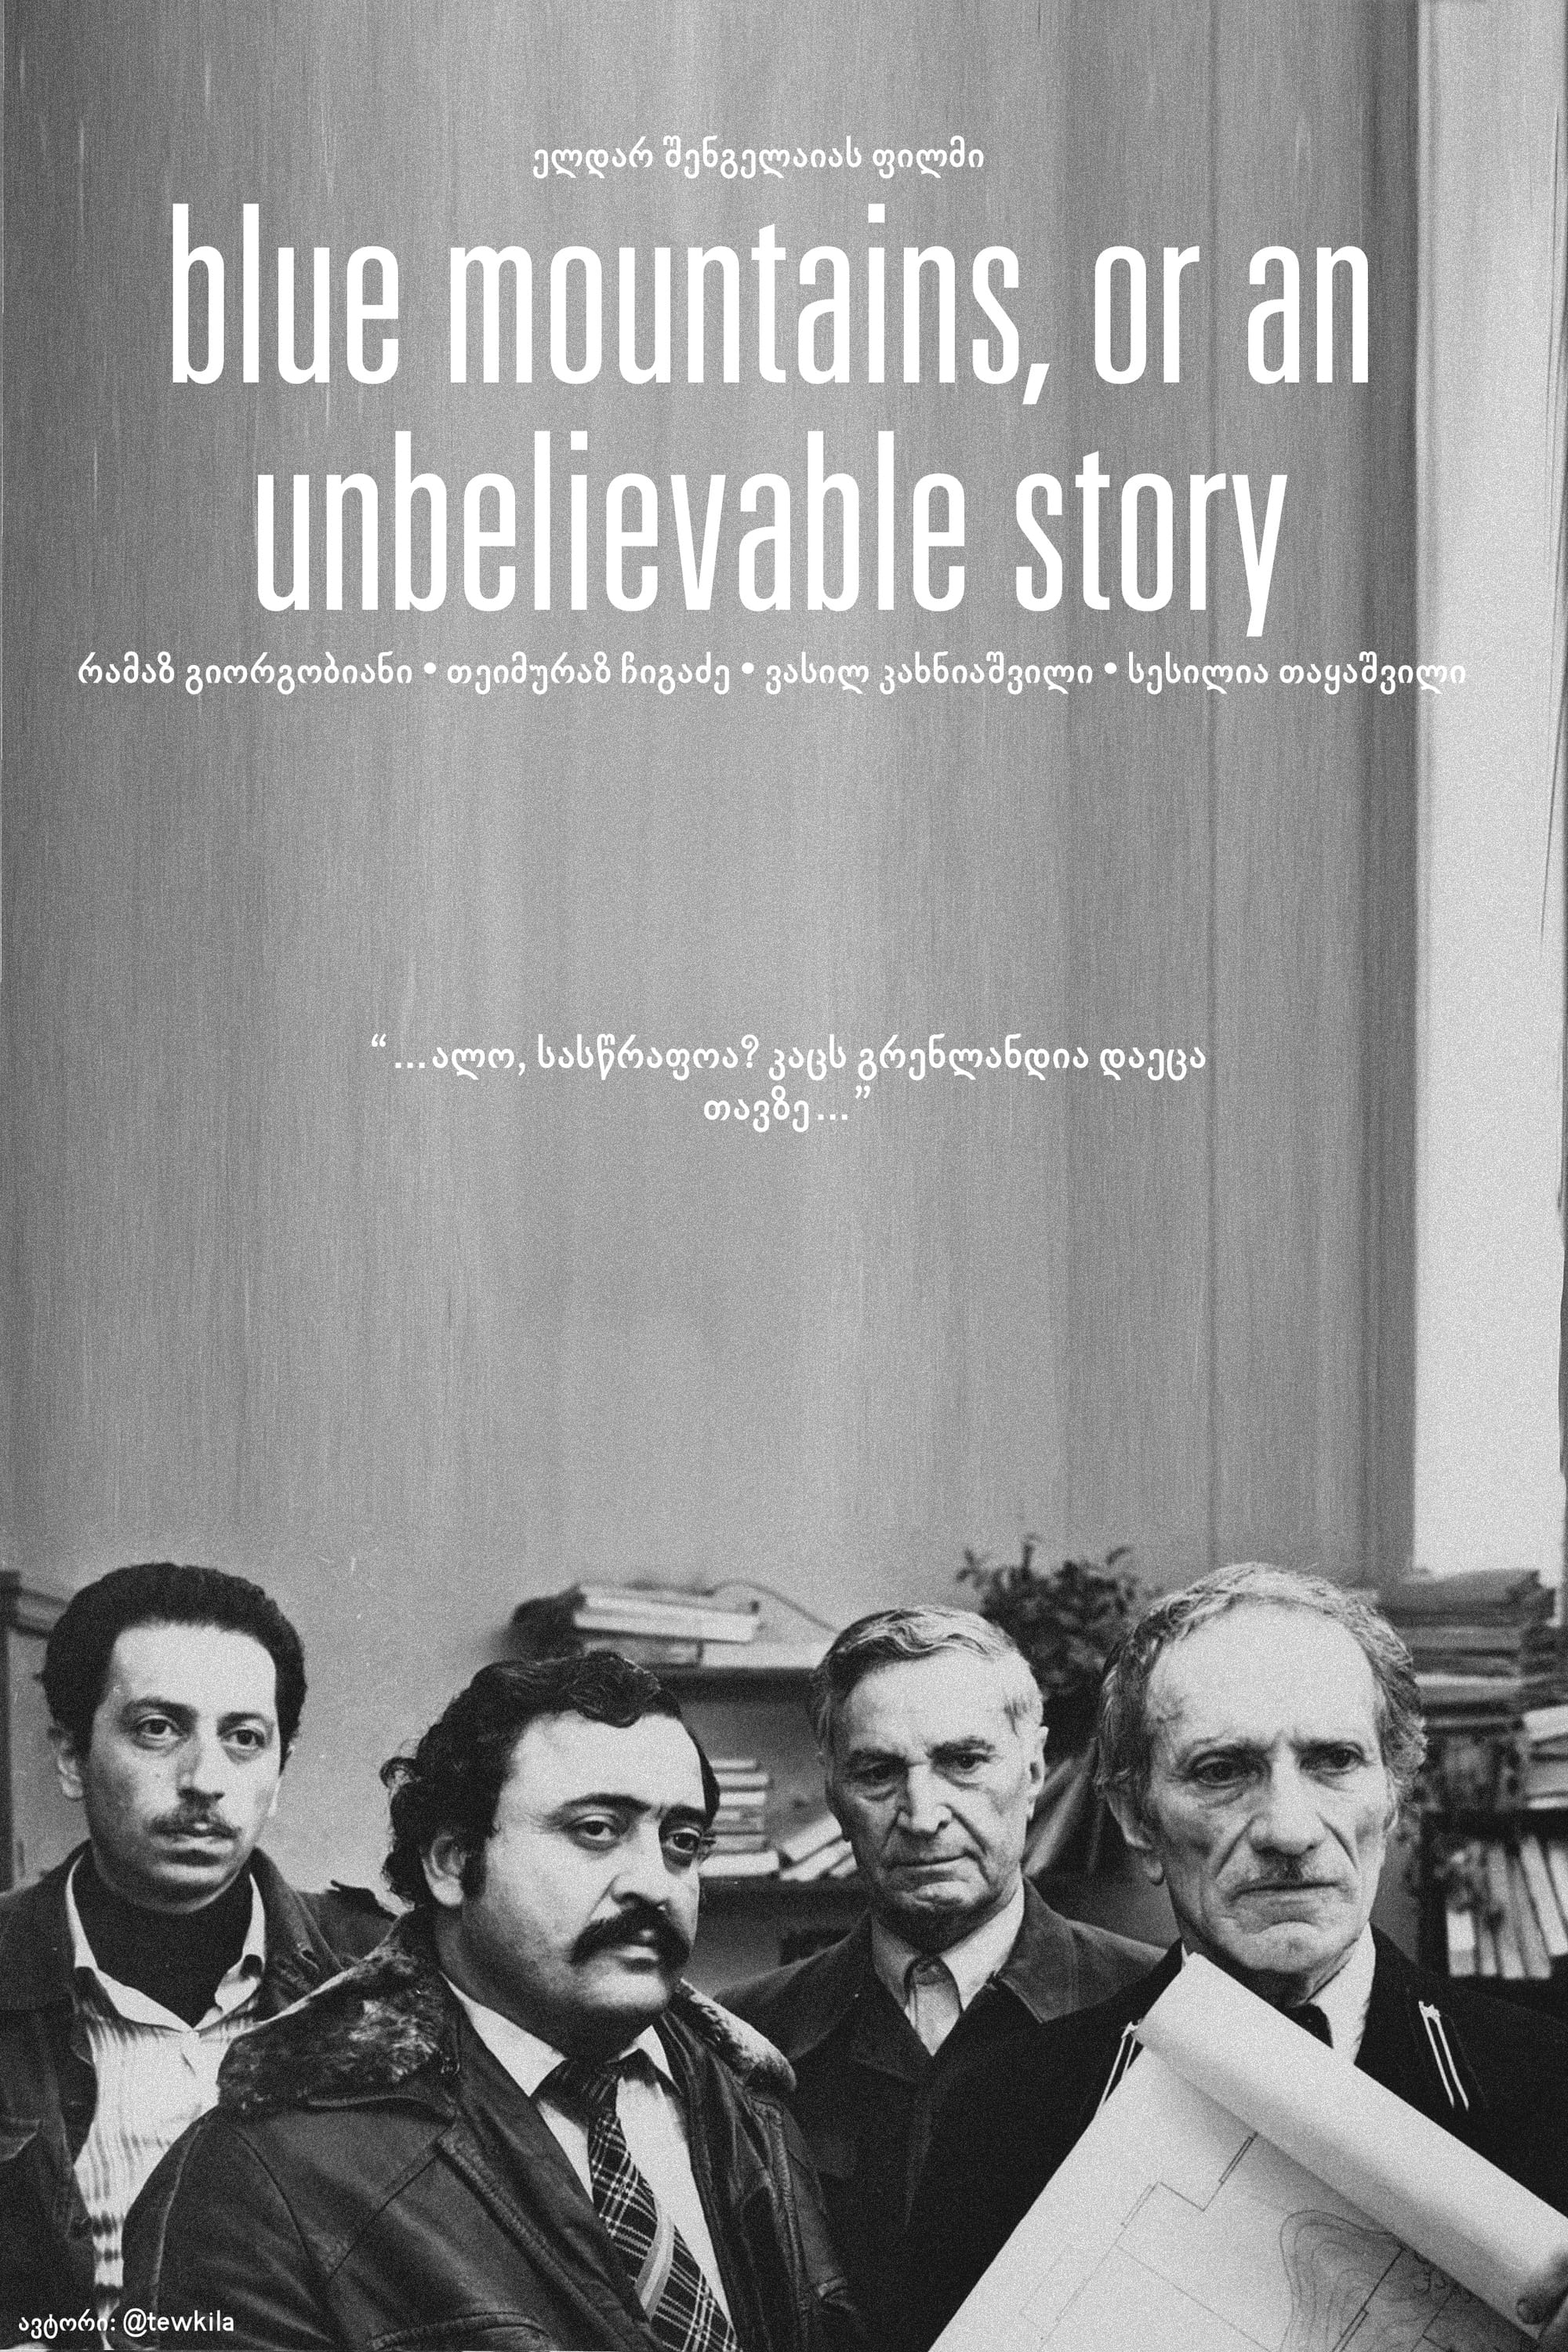 ელდარ შენგელაიას ფილმი
blue mountains, or an
unbelievable story
რამაზ გიორგობიანი • თეიმურაზ ჩიგაძე • ვასილ კახნიაშვილი • სესილია თაყაშვილი
“...ალო, სასწრაფოა? კაცს გრენლანდია დაეცა
თავზე...”
ავტორი: @tewkila